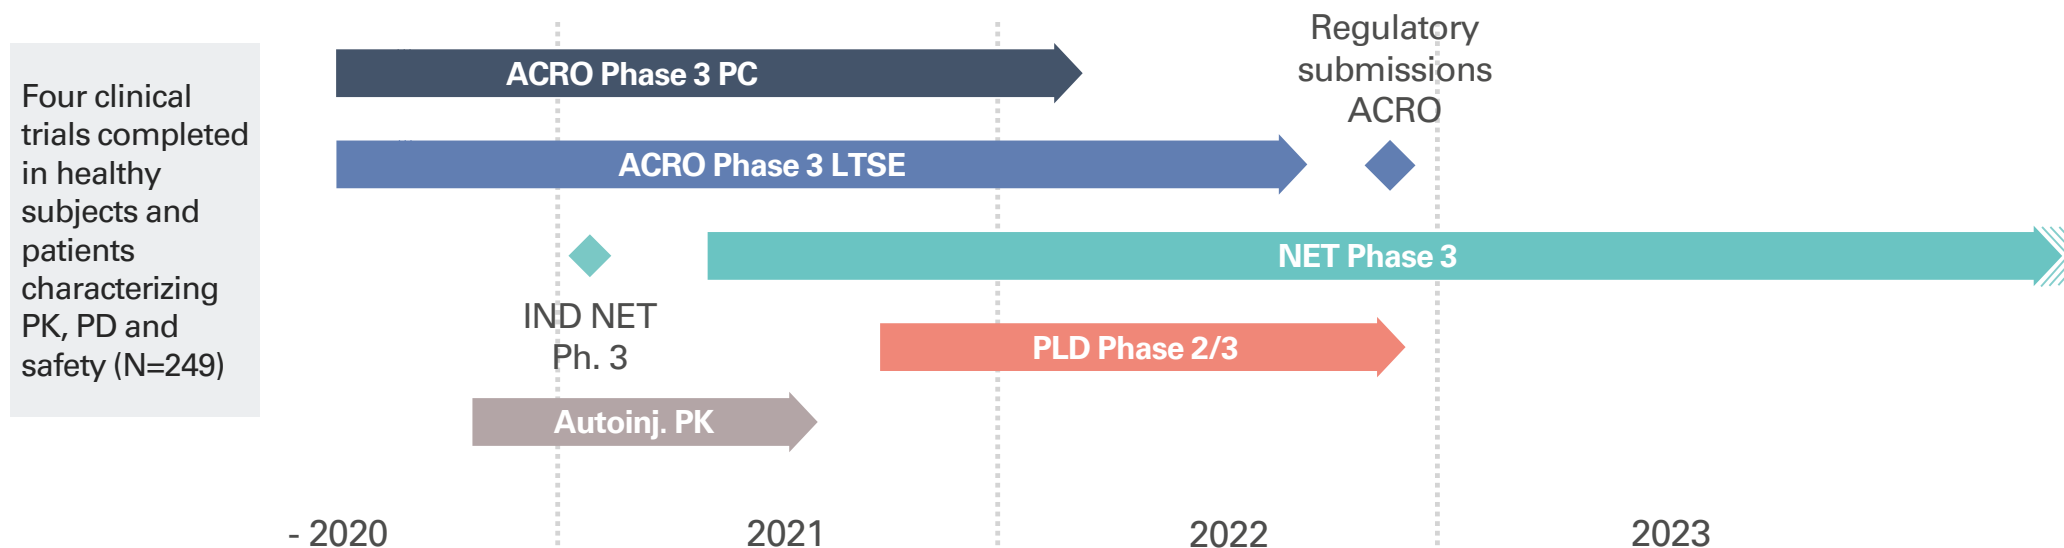 Four clinical
trials completed
in healthy
subjects and
patients
characterizing
PK, PD and
safety (N=249)
ACRO Phase 3 PC
Regulatory
submissions
ACRO
ACRO Phase 3 LTSE
NET Phase 3
IND NET
Ph. 3
PLD Phase 2/3
Autoinj. PK
- 2020
2021
2022
2023